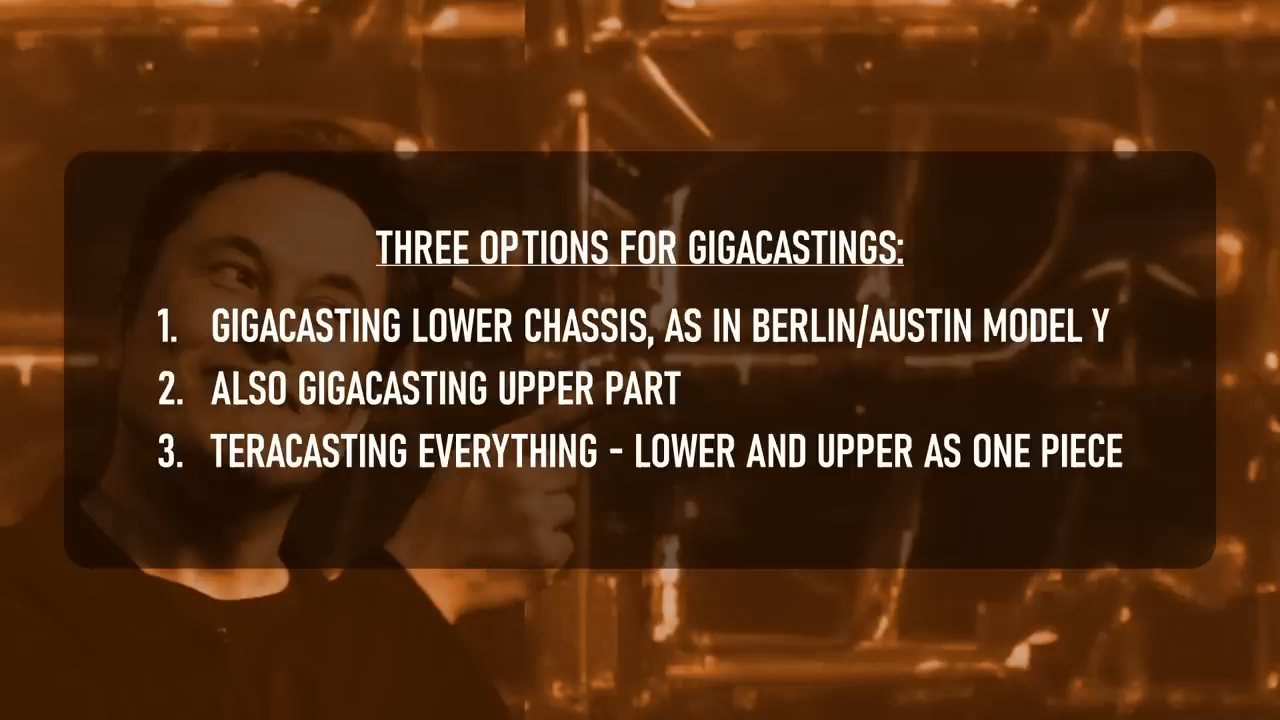 THREE OPTIONS FOR GIGACASTINGS:
1. GIGACASTING LOWER CHASSIS, AS IN BERLIN/AUSTIN MODEL Y
2. ALSO GIGACASTING UPPER PART
3. TERACASTING EVERYTHING - LOWER AND UPPER AS ONE PIECE